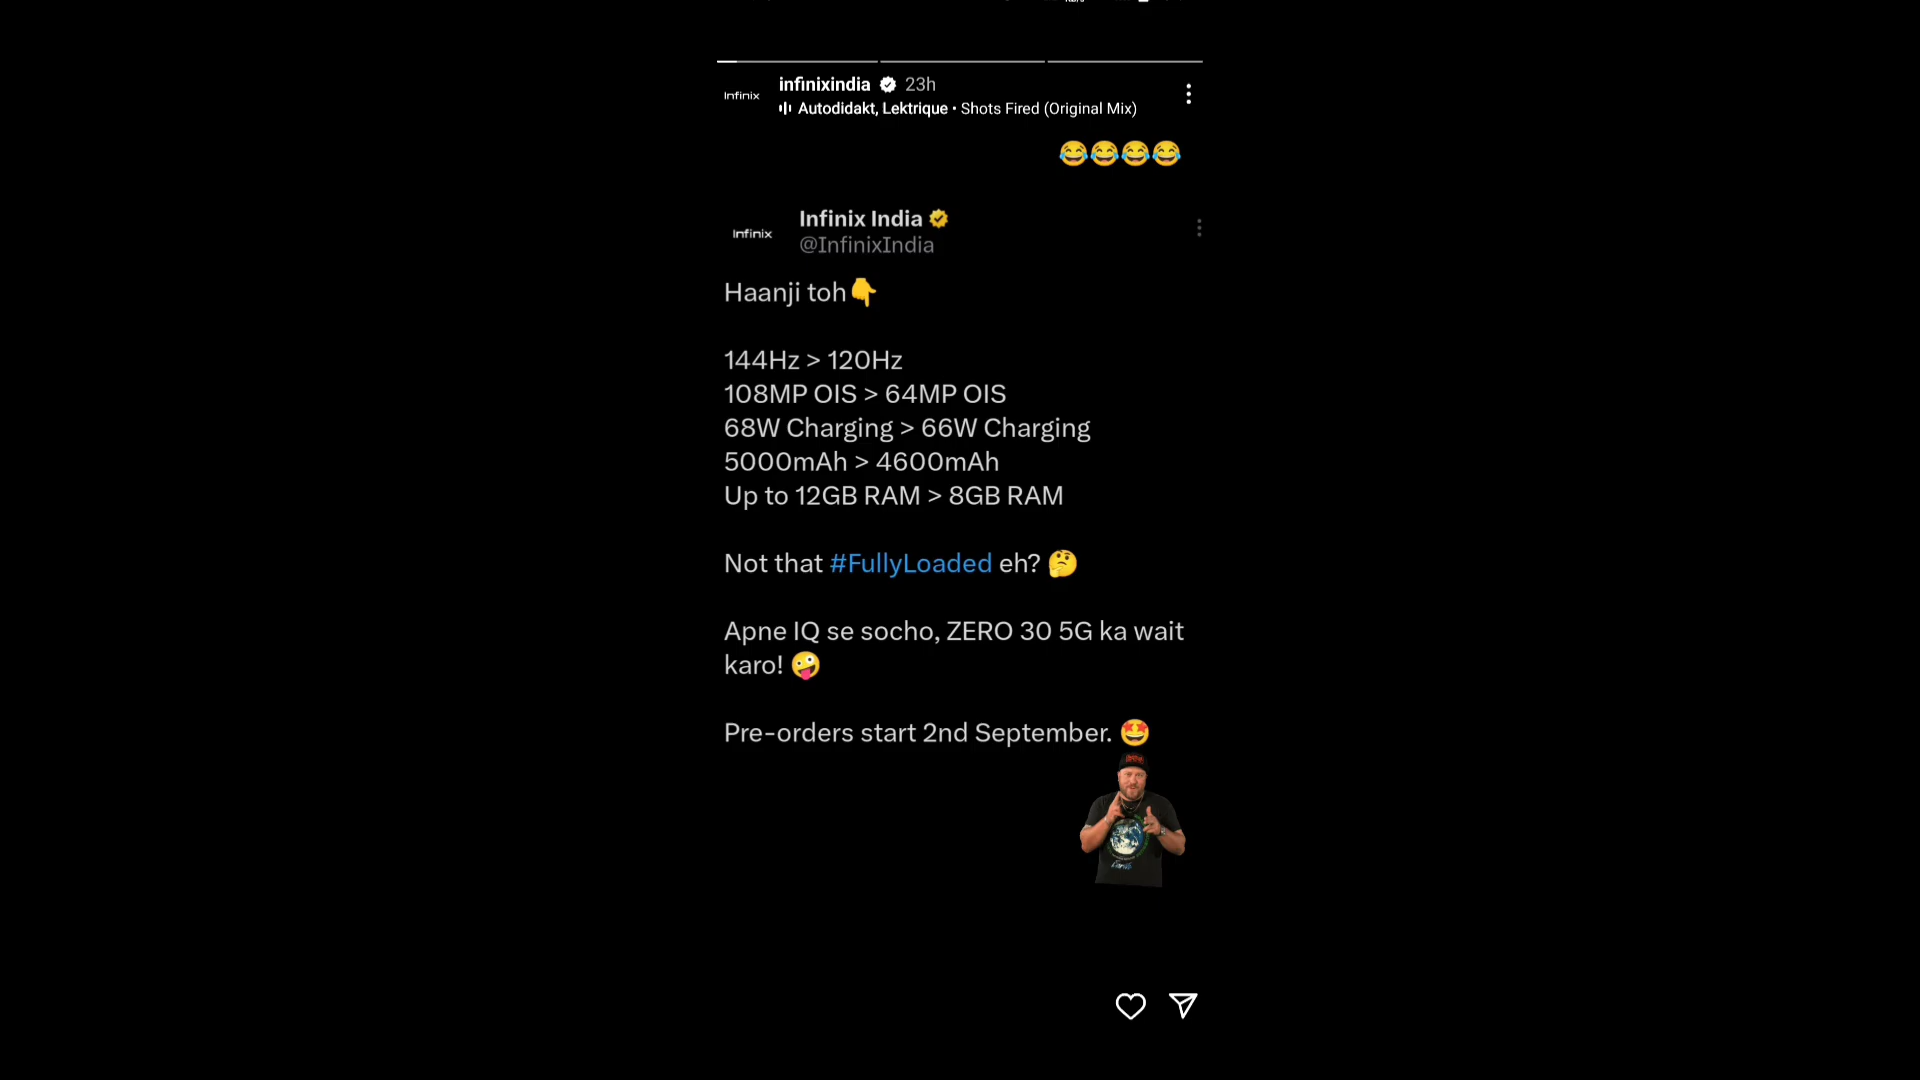 infinixindia 23h
Infinix
Autodidakt, Lektrique • Shots Fired (Original Mix)
😂😂😂😂
Infinix India
Infinix
@InfinixIndia
Haanji toh👇
144Hz > 120Hz
108MP OIS > 64MP OIS
68W Charging > 66W Charging
5000mAh > 4600mAh
Up to 12GB RAM > 8GB RAM
Not that #FullyLoaded eh? 🤔
Apne IQ se socho, ZERO 30 5G ka wait
karo! 🤪
Pre-orders start 2nd September. 🤩